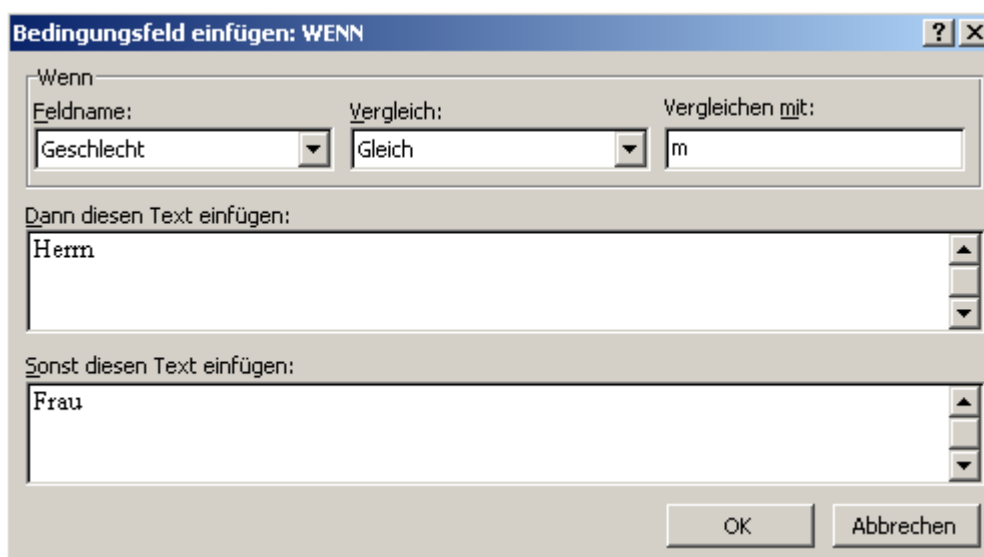 Bedingungsfeld einfügen: WENN
Wenn
Feldname: Vergleich: Vergleichen mit:
Geschlecht Gleich m
Dann diesen Text einfügen:
Herrn
Sonst diesen Text einfügen:
Frau
OK Abbrechen